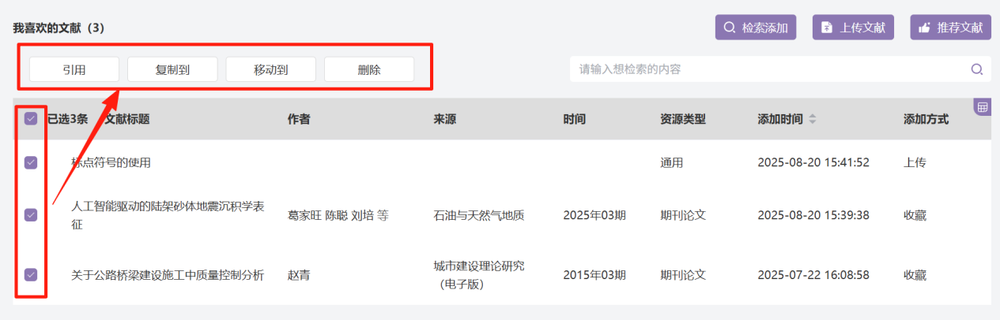 我喜欢的文献（3）
检索添加 上传文献 推荐文献
引用 复制到 移动到 删除 请输入想检索的内容
已选3条 文献标题 作者 来源 时间 资源类型 添加时间 添加方式
标点符号的使用 通用 2025-08-20 15:41:52 上传
人工智能驱动的陆架砂体地震沉积学表
征
葛家旺 陈聪 刘培 等 石油与天然气地质 2025年03期 期刊论文 2025-08-20 15:39:38 收藏
关于公路桥梁建设施工中质量控制分析 赵青
城市建设理论研究
（电子版）
2015年03期 期刊论文 2025-07-22 16:08:58 收藏